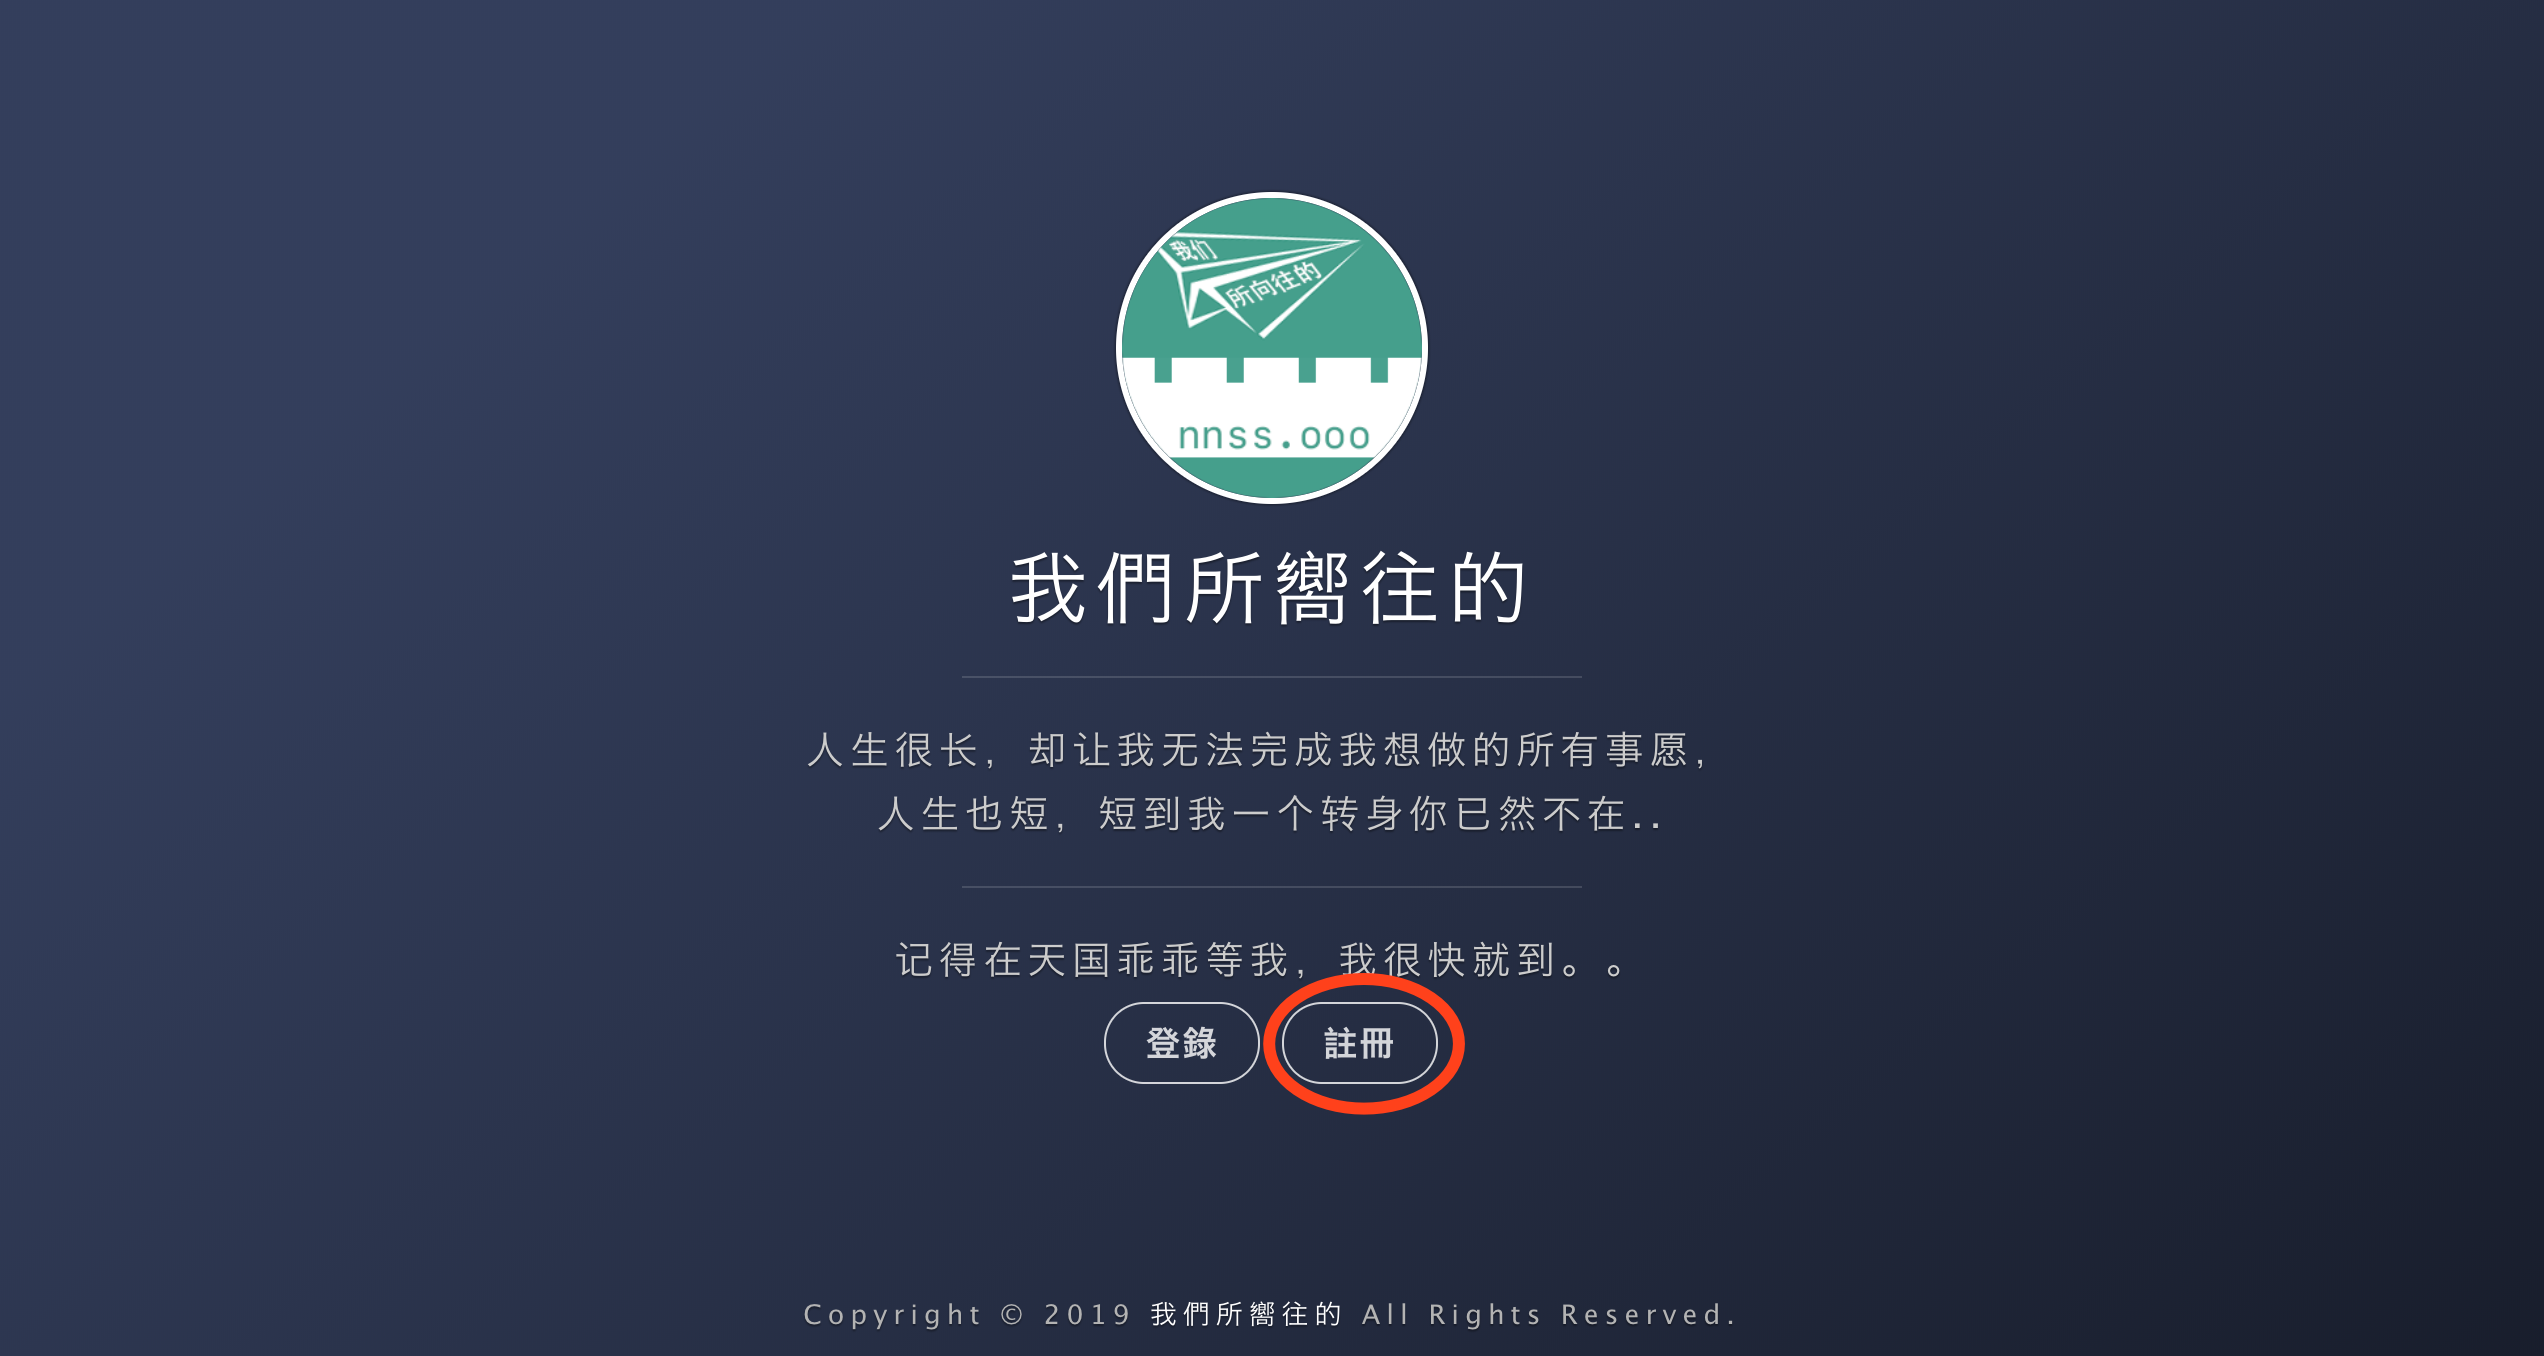 我们
所向往的
nnss.ooo
我們所嚮往的
人生很长，却让我无法完成我想做的所有事愿，
人生也短，短到我一个转身你已然不在..
记得在天国乖乖等我，我很快就到。。
登錄 註冊
Copyright © 2019 我們所嚮往的 All Rights Reserved.